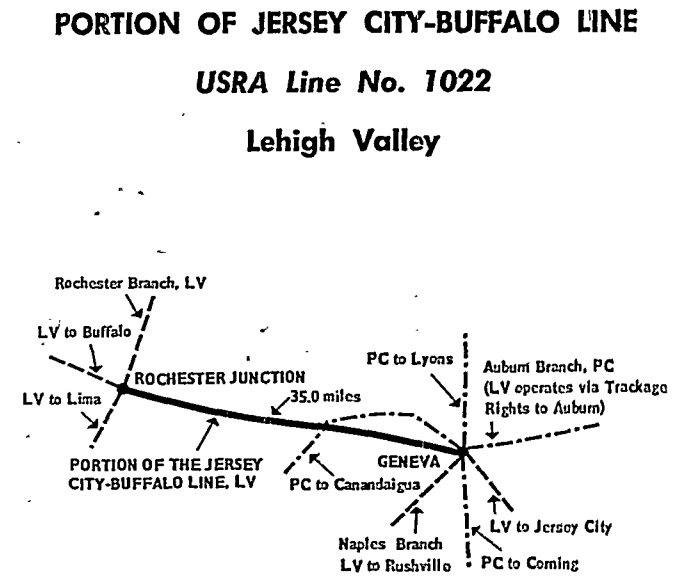 PORTION OF JERSEY CITY-BUFFALO LINE
USRA Line No. 1022
Lehigh Valley
Rochester Branch, LV
LV to Buffalo
PC to Lyons
Auburn Branch, PC
(LV operates via Trackage
Rights to Auburn)
ROCHESTER JUNCTION
LV to Lima
35.0 miles
PORTION OF THE JERSEY
CITY-BUFFALO LINE, LV
GENEVA
PC to Canandaigua
LV to Jersey City
Naples Branch
LV to Rushville
PC to Corning